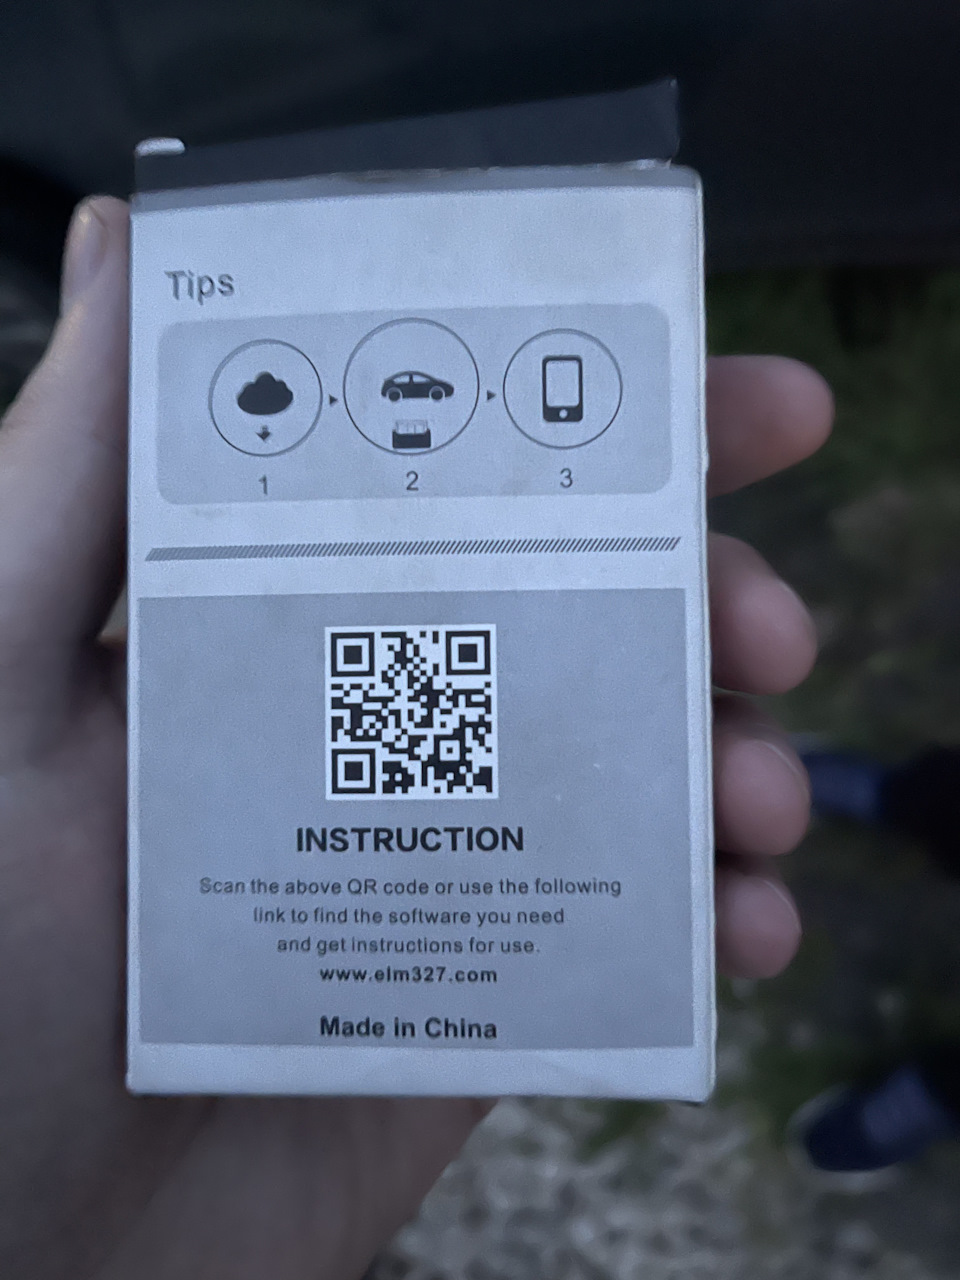 Tips
1 2 3
INSTRUCTION
Scan the above QR code or use the following
link to find the software you need
and get instructions for use.
www.elm327.com
Made in China